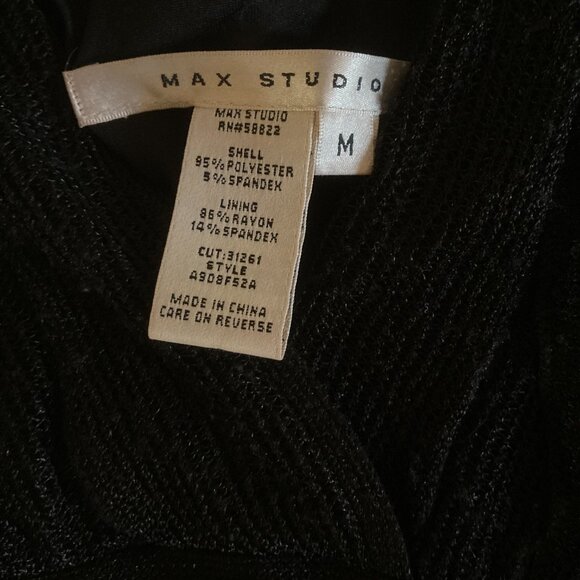 MAX STUDIO
M
MAX STUDIO
RN#58822
SHELL
95%POLYESTER
5%SPANDEX
LINING
86%RAYON
14%SPANDEX
CUT:31261
STYLE
A9D8F52A
MADE IN CHINA
CARE ON REVERSE